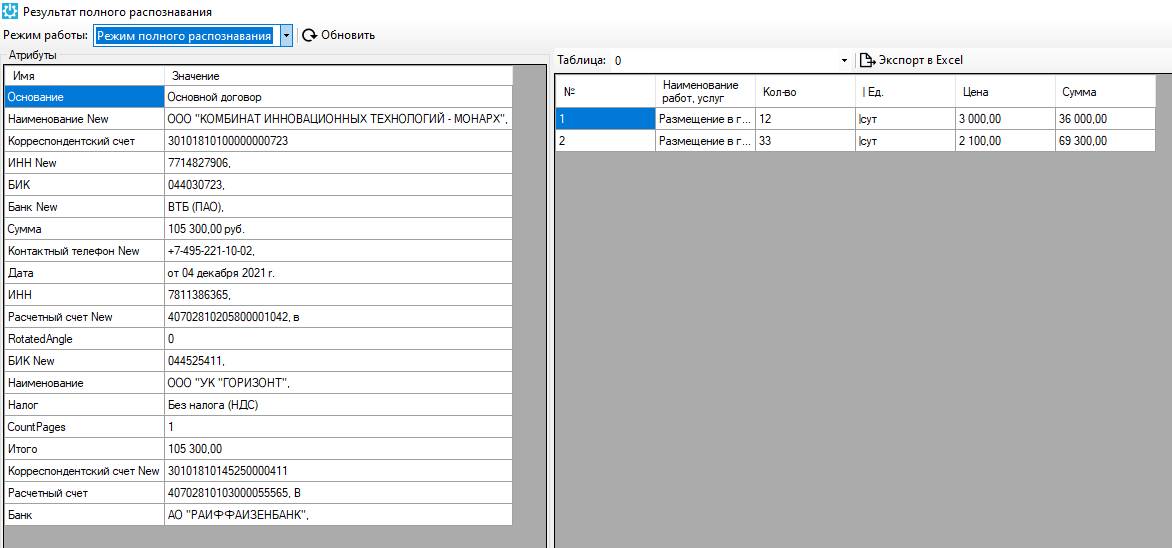 Результат полного распознавания
Режим работы: Режим полного распознавания Обновить
Атрибуты
Имя Значение
Основание Основной договор
Наименование New ООО "КОМБИНАТ ИННОВАЦИОННЫХ ТЕХНОЛОГИЙ - МОНАРХ",
Корреспондентский счет 30101810100000000723
ИНН New 7714827906,
БИК 044030723,
Банк New ВТБ (ПАО),
Сумма 105 300,00 руб.
Контактный телефон New +7-495-221-10-02,
Дата от 04 декабря 2021 г.
ИНН 7811386365,
Расчетный счет New 40702810205800001042, в
RotatedAngle 0
БИК New 044525411,
Наименование ООО "УК "ГОРИЗОНТ",
Налог Без налога (НДС)
CountPages 1
Итого 105 300,00
Корреспондентский счет New 30101810145250000411
Расчетный счет 40702810103000055565, В
Банк АО "РАИФФАИЗЕНБАНК",
Таблица: 0 Экспорт в Excel
№ Наименование работ, услуг Кол-во | Ед. Цена Сумма
1 Размещение в г... 12 |сут 3 000,00 36 000,00
2 Размещение в г... 33 |сут 2 100,00 69 300,00